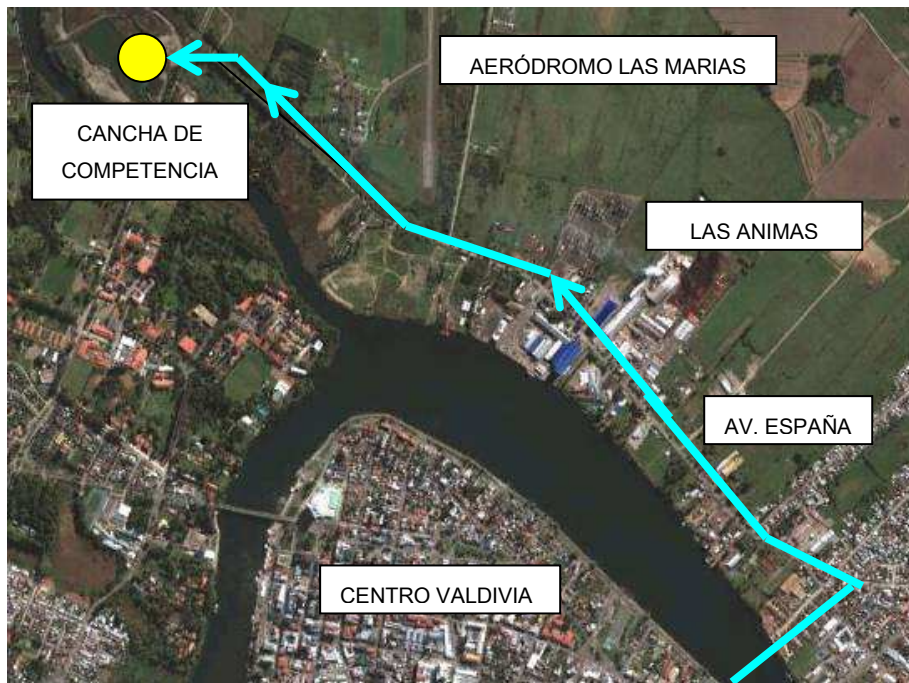 AERÓDROMO LAS MARIAS
CANCHA DE
COMPETENCIA
LAS ANIMAS
AV. ESPAÑA
CENTRO VALDIVIA